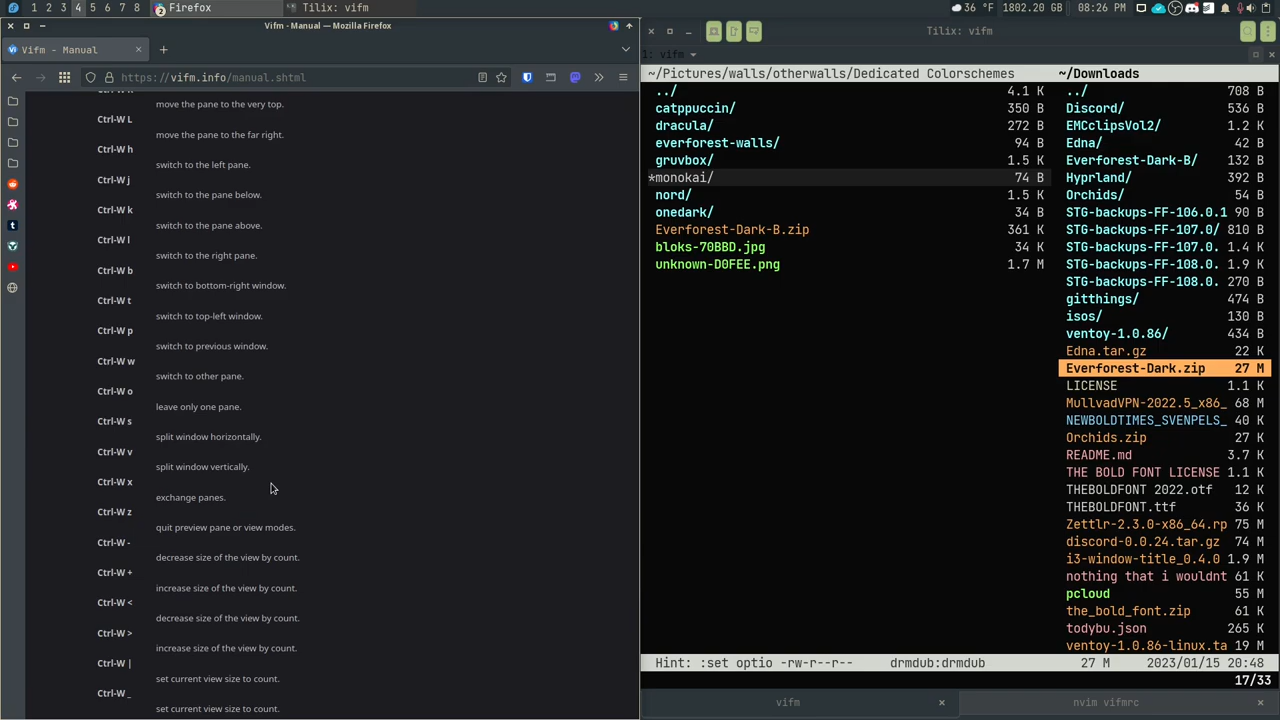 1 2 3 4 5 6 7 8 2 Firefox Tilix: vifm 36 °F 1802.20 GB 08:26 PM
Vifm - Manual — Mozilla Firefox
Vifm - Manual
https://vifm.info/manual.shtml
move the pane to the very top.
Ctrl-W L
move the pane to the far right.
Ctrl-W h
switch to the left pane.
Ctrl-W j
switch to the pane below.
Ctrl-W k
switch to the pane above.
Ctrl-W l
switch to the right pane.
Ctrl-W b
switch to bottom-right window.
Ctrl-W t
switch to top-left window.
Ctrl-W p
switch to previous window.
Ctrl-W w
switch to other pane.
Ctrl-W o
leave only one pane.
Ctrl-W s
split window horizontally.
Ctrl-W v
split window vertically.
Ctrl-W x
exchange panes.
Ctrl-W z
quit preview pane or view modes.
Ctrl-W -
decrease size of the view by count.
Ctrl-W +
increase size of the view by count.
Ctrl-W <
decrease size of the view by count.
Ctrl-W >
increase size of the view by count.
Ctrl-W |
set current view size to count.
Ctrl-W _
set current view size to count.
Tilix: vifm
1: vifm
~/Pictures/walls/otherwalls/Dedicated Colorschemes
../ 4.1 K
catppuccin/ 350 B
dracula/ 272 B
everforest-walls/ 94 B
gruvbox/ 1.5 K
*monokai/ 74 B
nord/ 1.5 K
onedark/ 34 B
Everforest-Dark-B.zip 361 K
bloks-70BBD.jpg 34 K
unknown-D0FEE.png 1.7 M
~/Downloads
../ 708 B
Discord/ 536 B
EMCclipsVol2/ 1.2 K
Edna/ 42 B
Everforest-Dark-B/ 132 B
Hyprland/ 392 B
Orchids/ 54 B
STG-backups-FF-106.0.1 90 B
STG-backups-FF-107.0/ 810 B
STG-backups-FF-107.0. 1.4 K
STG-backups-FF-108.0. 1.9 K
STG-backups-FF-108.0. 270 B
gitthings/ 474 B
isos/ 130 B
ventoy-1.0.86/ 434 B
Edna.tar.gz 22 K
Everforest-Dark.zip 27 M
LICENSE 1.1 K
MullvadVPN-2022.5_x86_ 68 M
NEWBOLDTIMES_SVENPELS_ 40 K
Orchids.zip 27 K
README.md 3.7 K
THE BOLD FONT LICENSE 1.1 K
THEBOLDFONT 2022.otf 12 K
THEBOLDFONT.ttf 36 K
Zettlr-2.3.0-x86_64.rp 75 M
discord-0.0.24.tar.gz 74 M
i3-window-title_0.4.0 1.9 M
nothing that i wouldnt 61 K
pcloud 55 M
the_bold_font.zip 61 K
todybu.json 265 K
ventoy-1.0.86-linux.ta 19 M
Hint: :set optio -rw-r--r-- drmdub:drmdub 27 M 2023/01/15 20:48
17/33
vifm
nvim vifmrc